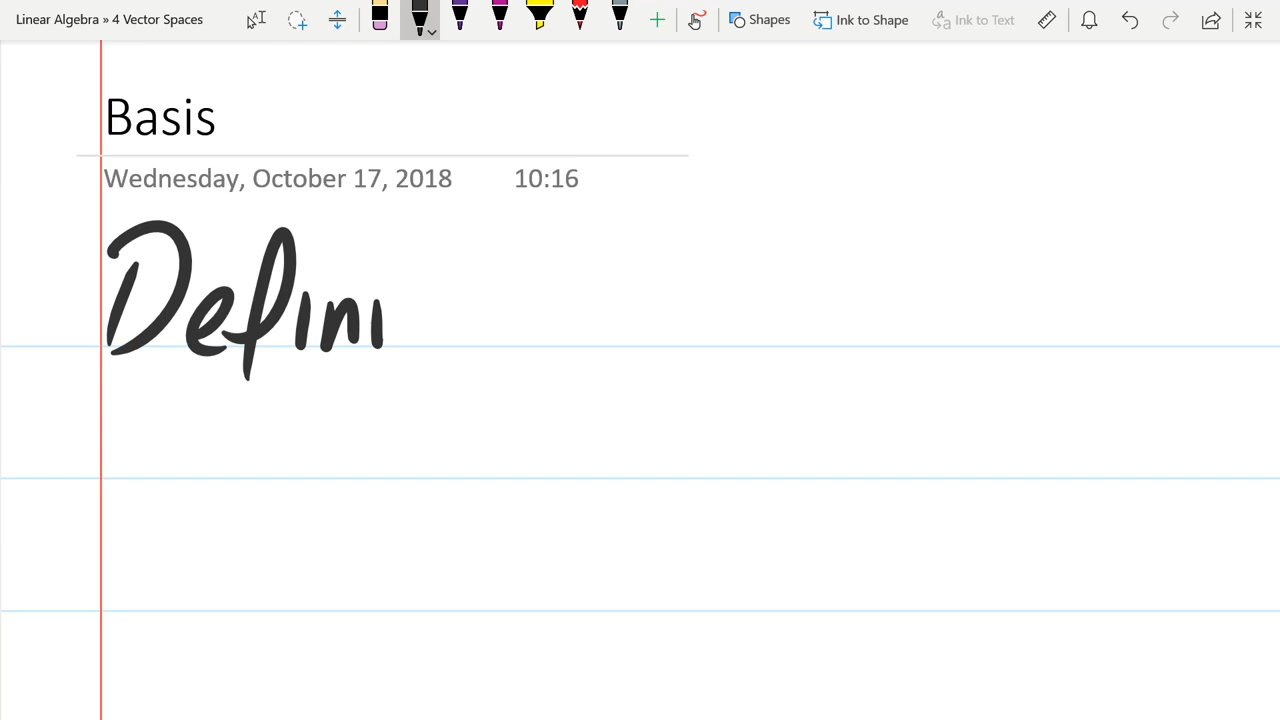 Linear Algebra » 4 Vector Spaces Shapes Ink to Shape Ink to Text
Basis
Wednesday, October 17, 2018 10:16
Defini